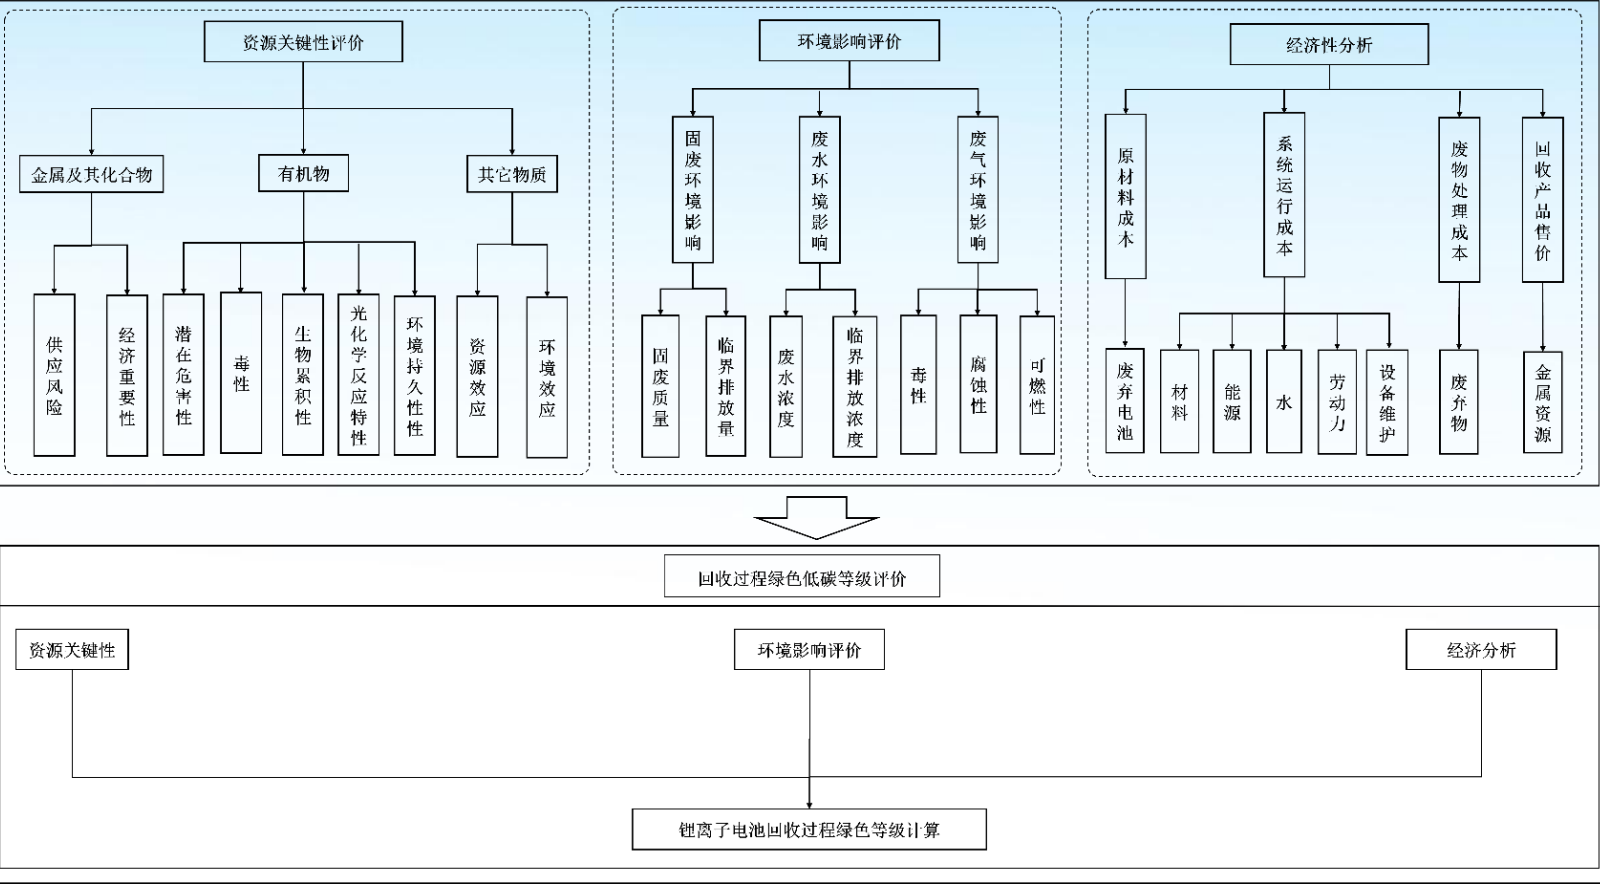 资源关键性评价
环境影响评价
经济性分析
金属及其化合物
有机物
其它物质
固废环境影响
废水环境影响
废气环境影响
原材料成本
系统运行成本
废物处理成本
回收产品售价
供应风险
经济重要性
潜在危害性
毒性
生物累积性
光化学反应特性
环境持久性性
资源效应
环境效应
固废质量
临界排放量
废水浓度
临界排放浓度
毒性
腐蚀性
可燃性
废弃电池
材料
能源
水
劳动力
设备维护
废弃物
金属资源
回收过程绿色低碳等级评价
资源关键性
环境影响评价
经济分析
锂离子电池回收过程绿色等级计算